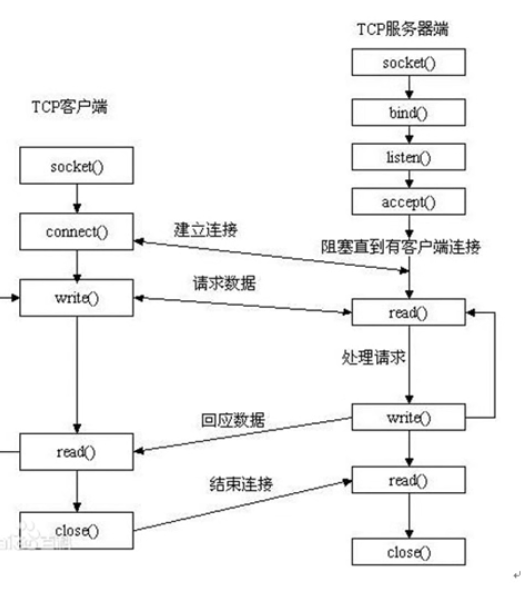 TCP服务器端
socket()
bind()
listen()
TCP客户端
socket()
accept()
connect()
建立连接
阻塞直到有客户端连接
请求数据
write()
read()
处理请求
回应数据
write()
read()
结束连接
read()
close()
close()